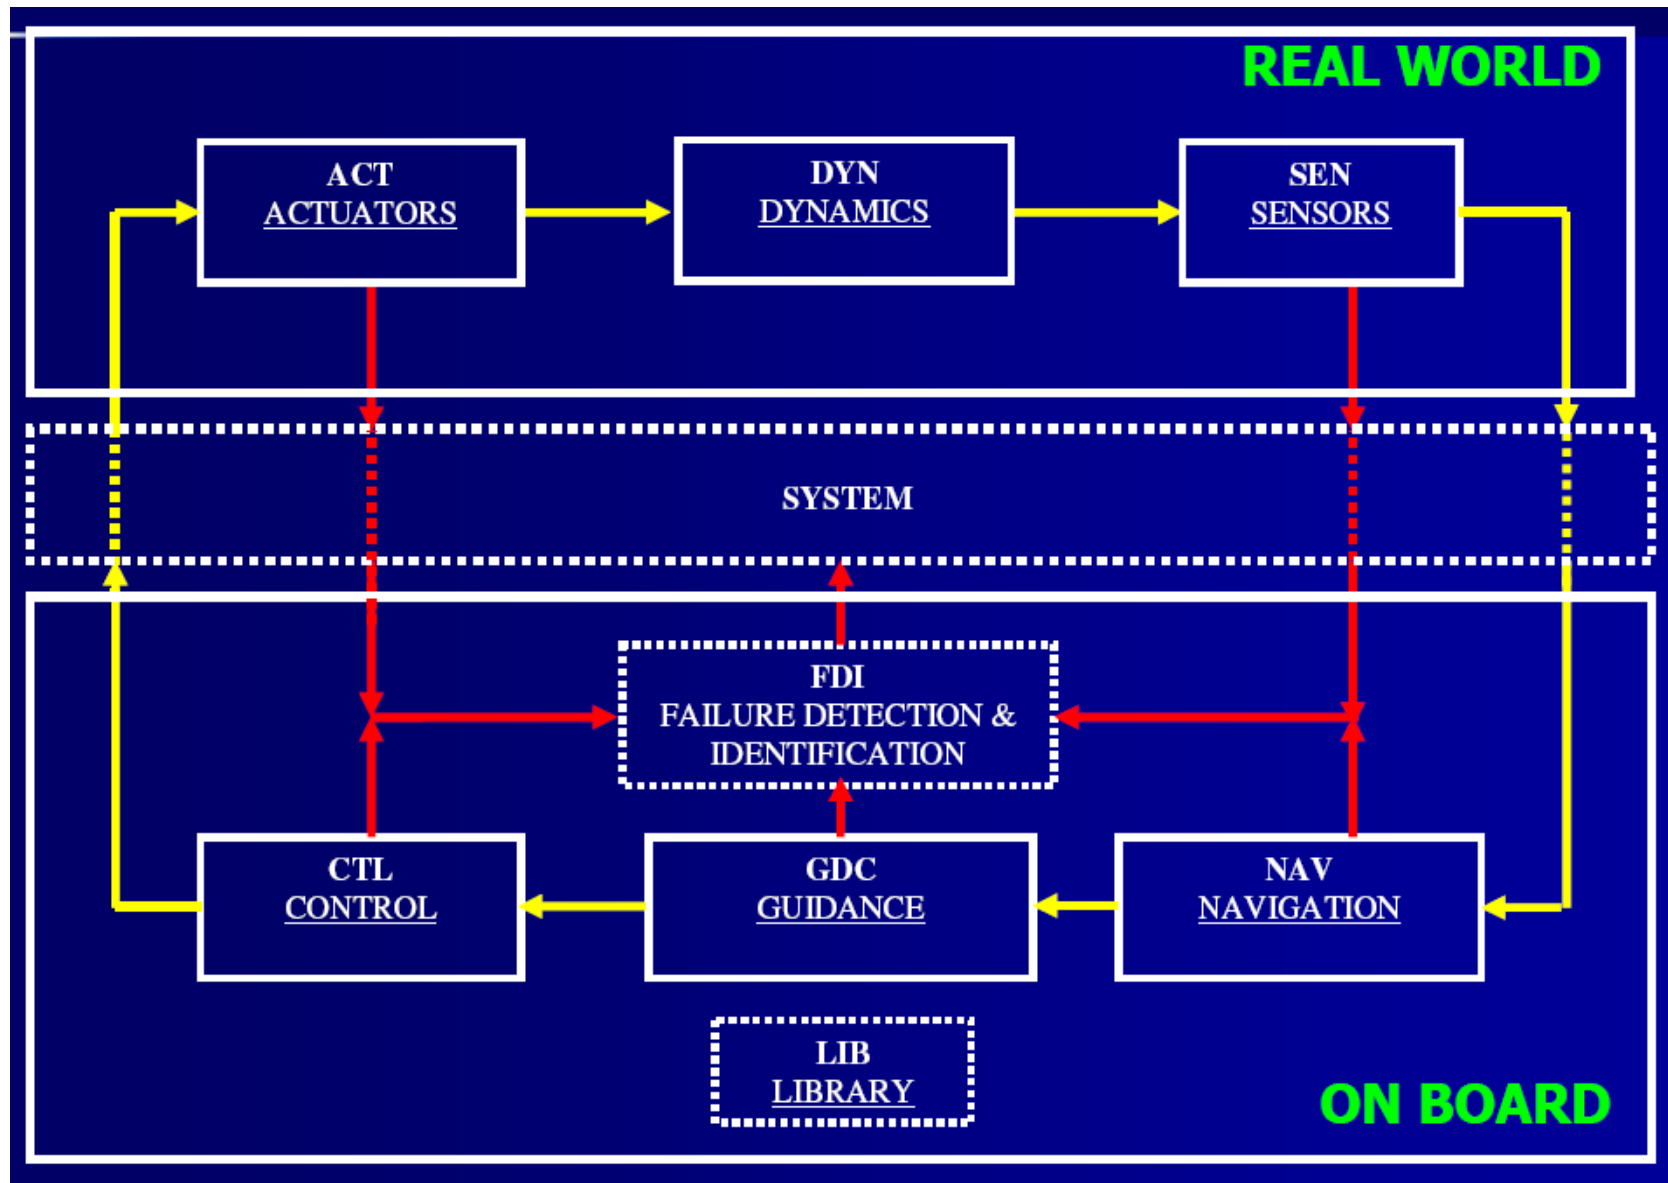 REAL WORLD
ACT
ACTUATORS
DYN
DYNAMICS
SEN
SENSORS
SYSTEM
FDI
FAILURE DETECTION &
IDENTIFICATION
CTL
CONTROL
GDC
GUIDANCE
NAV
NAVIGATION
LIB
LIBRARY
ON BOARD